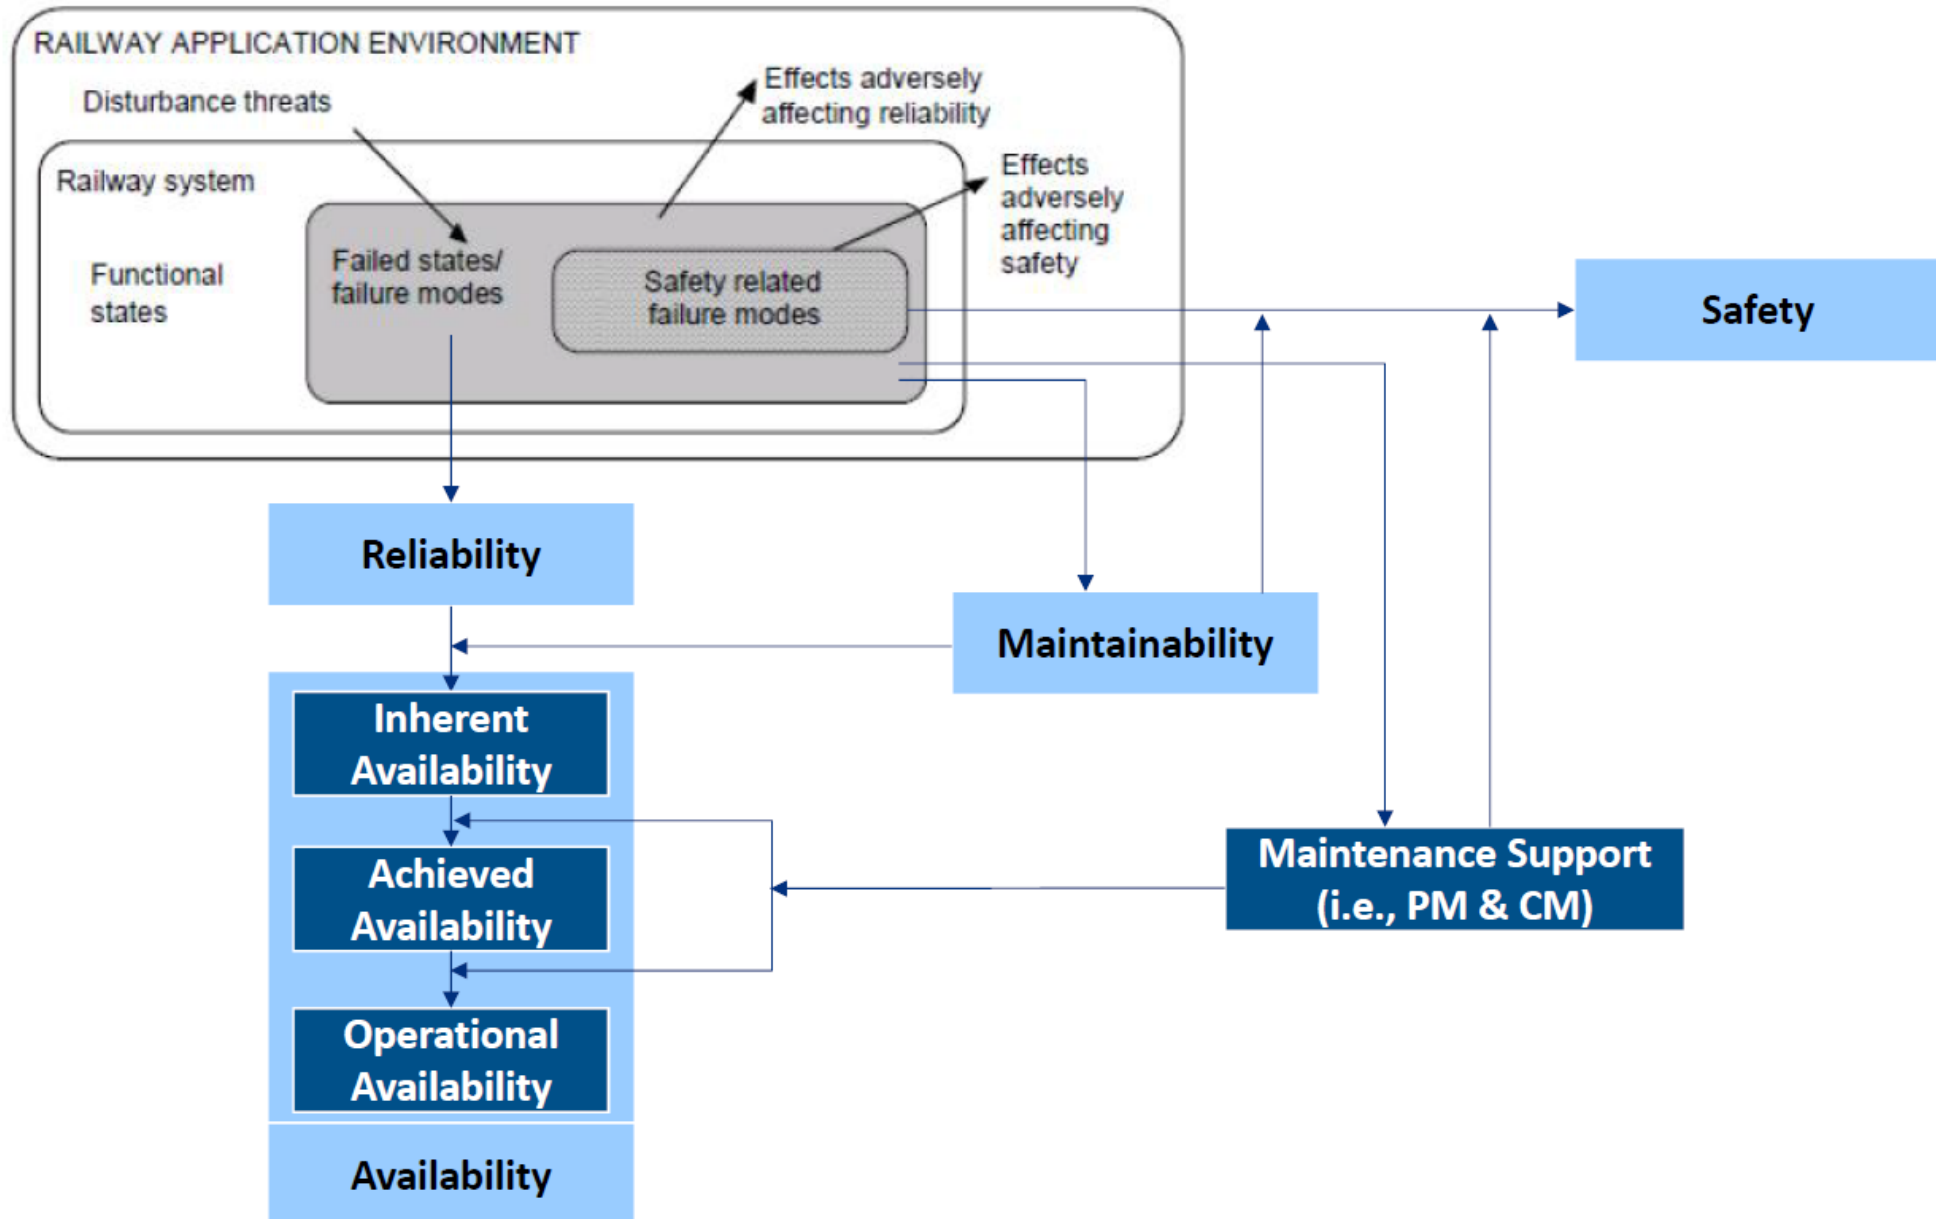 RAILWAY APPLICATION ENVIRONMENT
Disturbance threats
Effects adversely
affecting reliability
Railway system
Effects
adversely
affecting
safety
Functional
states
Failed states/
failure modes
Safety related
failure modes
Safety
Reliability
Maintainability
Inherent
Availability
Achieved
Availability
Maintenance Support
(i.e., PM & CM)
Operational
Availability
Availability